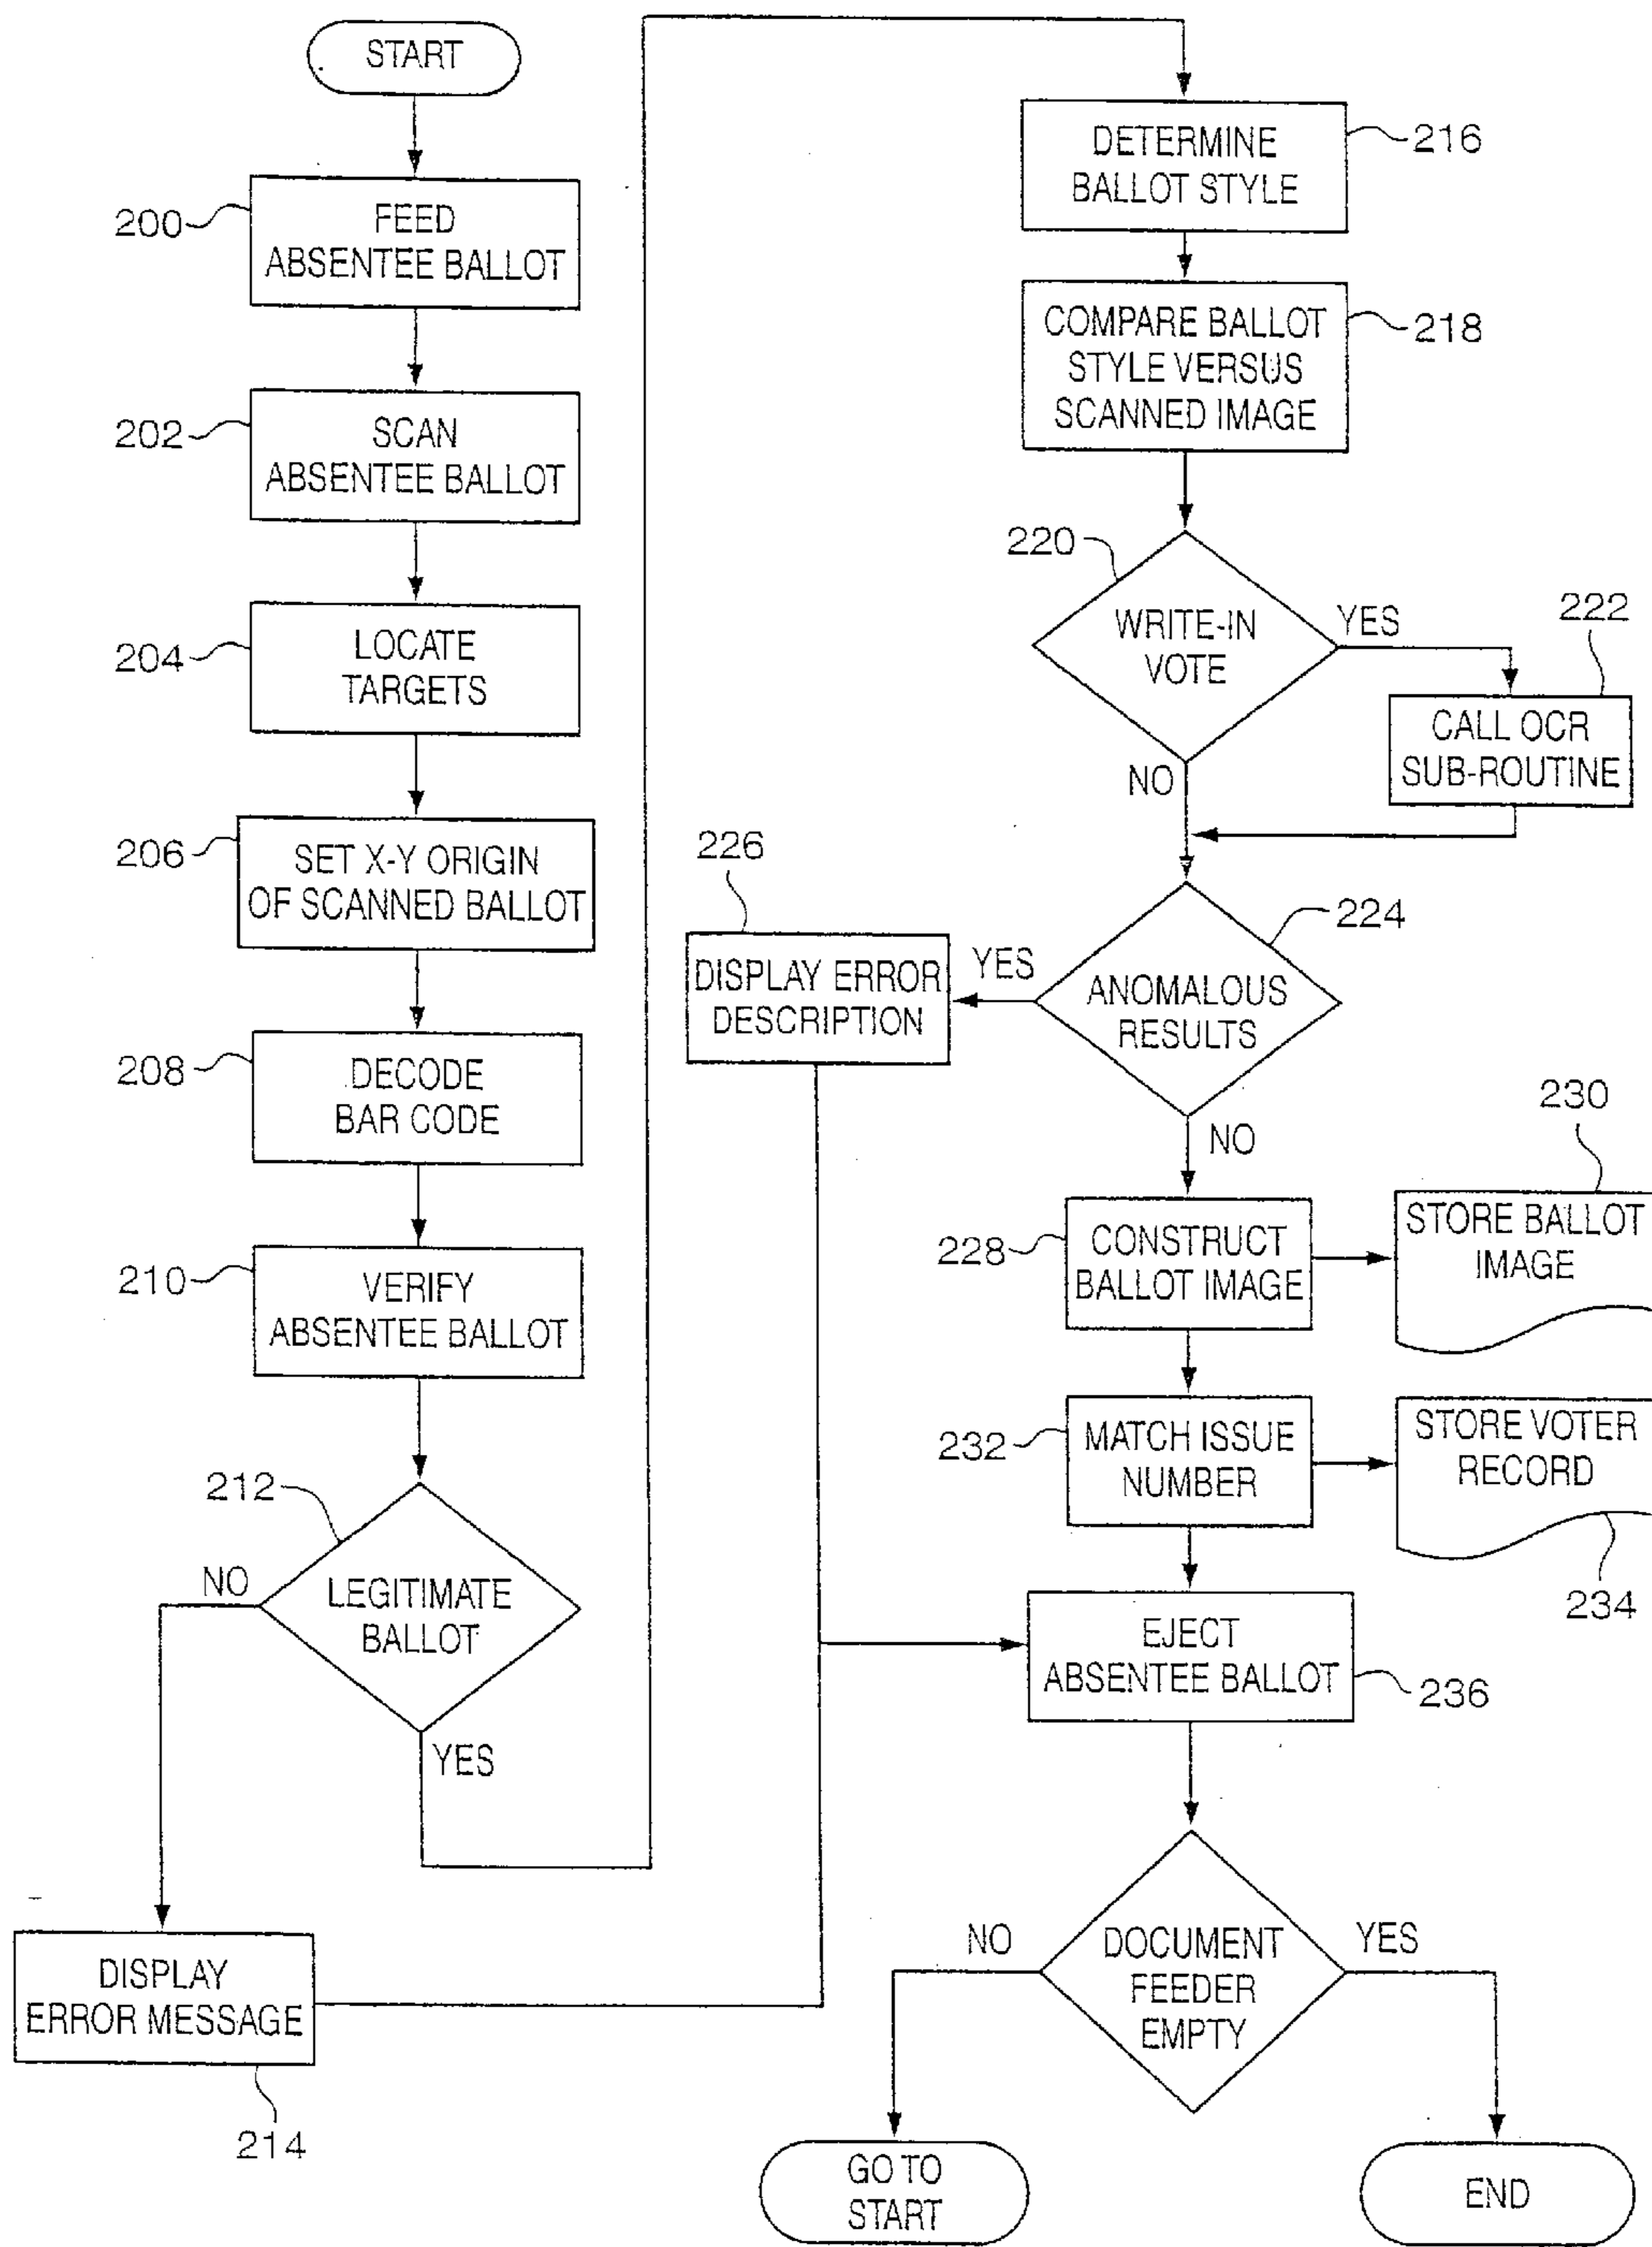 START
200
FEED
ABSENTEE BALLOT
202
SCAN
ABSENTEE BALLOT
204
LOCATE
TARGETS
206
SET X-Y ORIGIN
OF SCANNED BALLOT
208
DECODE
BAR CODE
210
VERIFY
ABSENTEE BALLOT
212
LEGITIMATE
BALLOT
NO
YES
DISPLAY
ERROR MESSAGE
214
DETERMINE
BALLOT STYLE
216
COMPARE BALLOT
STYLE VERSUS
SCANNED IMAGE
218
220
WRITE-IN
VOTE
YES
222
CALL OCR
SUB-ROUTINE
NO
226
DISPLAY ERROR
DESCRIPTION
YES
224
ANOMALOUS
RESULTS
NO
228
CONSTRUCT
BALLOT IMAGE
230
STORE BALLOT
IMAGE
232
MATCH ISSUE
NUMBER
STORE VOTER
RECORD
234
EJECT
ABSENTEE BALLOT
236
DOCUMENT
FEEDER
EMPTY
NO
YES
GO TO
START
END